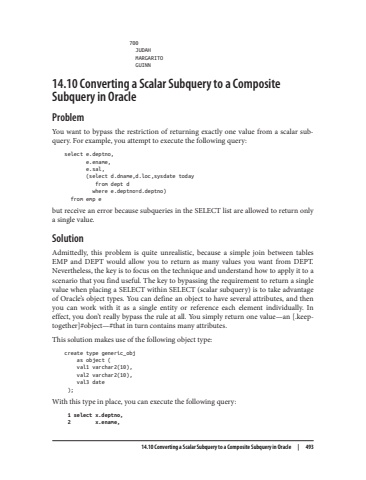 700
JUDAH
MARGARITO
GUINN
14.10 Converting a Scalar Subquery to a Composite
Subquery in Oracle
Problem
You want to bypass the restriction of returning exactly one value from a scalar sub-
query. For example, you attempt to execute the following query:
select e.deptno,
e.ename,
e.sal,
(select d.dname,d.loc,sysdate today
from dept d
where e.deptno=d.deptno)
from emp e
but receive an error because subqueries in the SELECT list are allowed to return only
a single value.
Solution
Admittedly, this problem is quite unrealistic, because a simple join between tables
EMP and DEPT would allow you to return as many values you want from DEPT.
Nevertheless, the key is to focus on the technique and understand how to apply it to a
scenario that you find useful. The key to bypassing the requirement to return a single
value when placing a SELECT within SELECT (scalar subquery) is to take advantage
of Oracle's object types. You can define an object to have several attributes, and then
you can work with it as a single entity or reference each element individually. In
effect, you don't really bypass the rule at all. You simply return one value—an [.keep-
together]#object—#that in turn contains many attributes.
This solution makes use of the following object type:
create type generic_obj
as object (
val1 varchar2(10),
val2 varchar2(10),
val3 date
);
With this type in place, you can execute the following query:
1 select x.deptno,
2 x.ename,
14.10 Converting a Scalar Subquery to a Composite Subquery in Oracle | 493